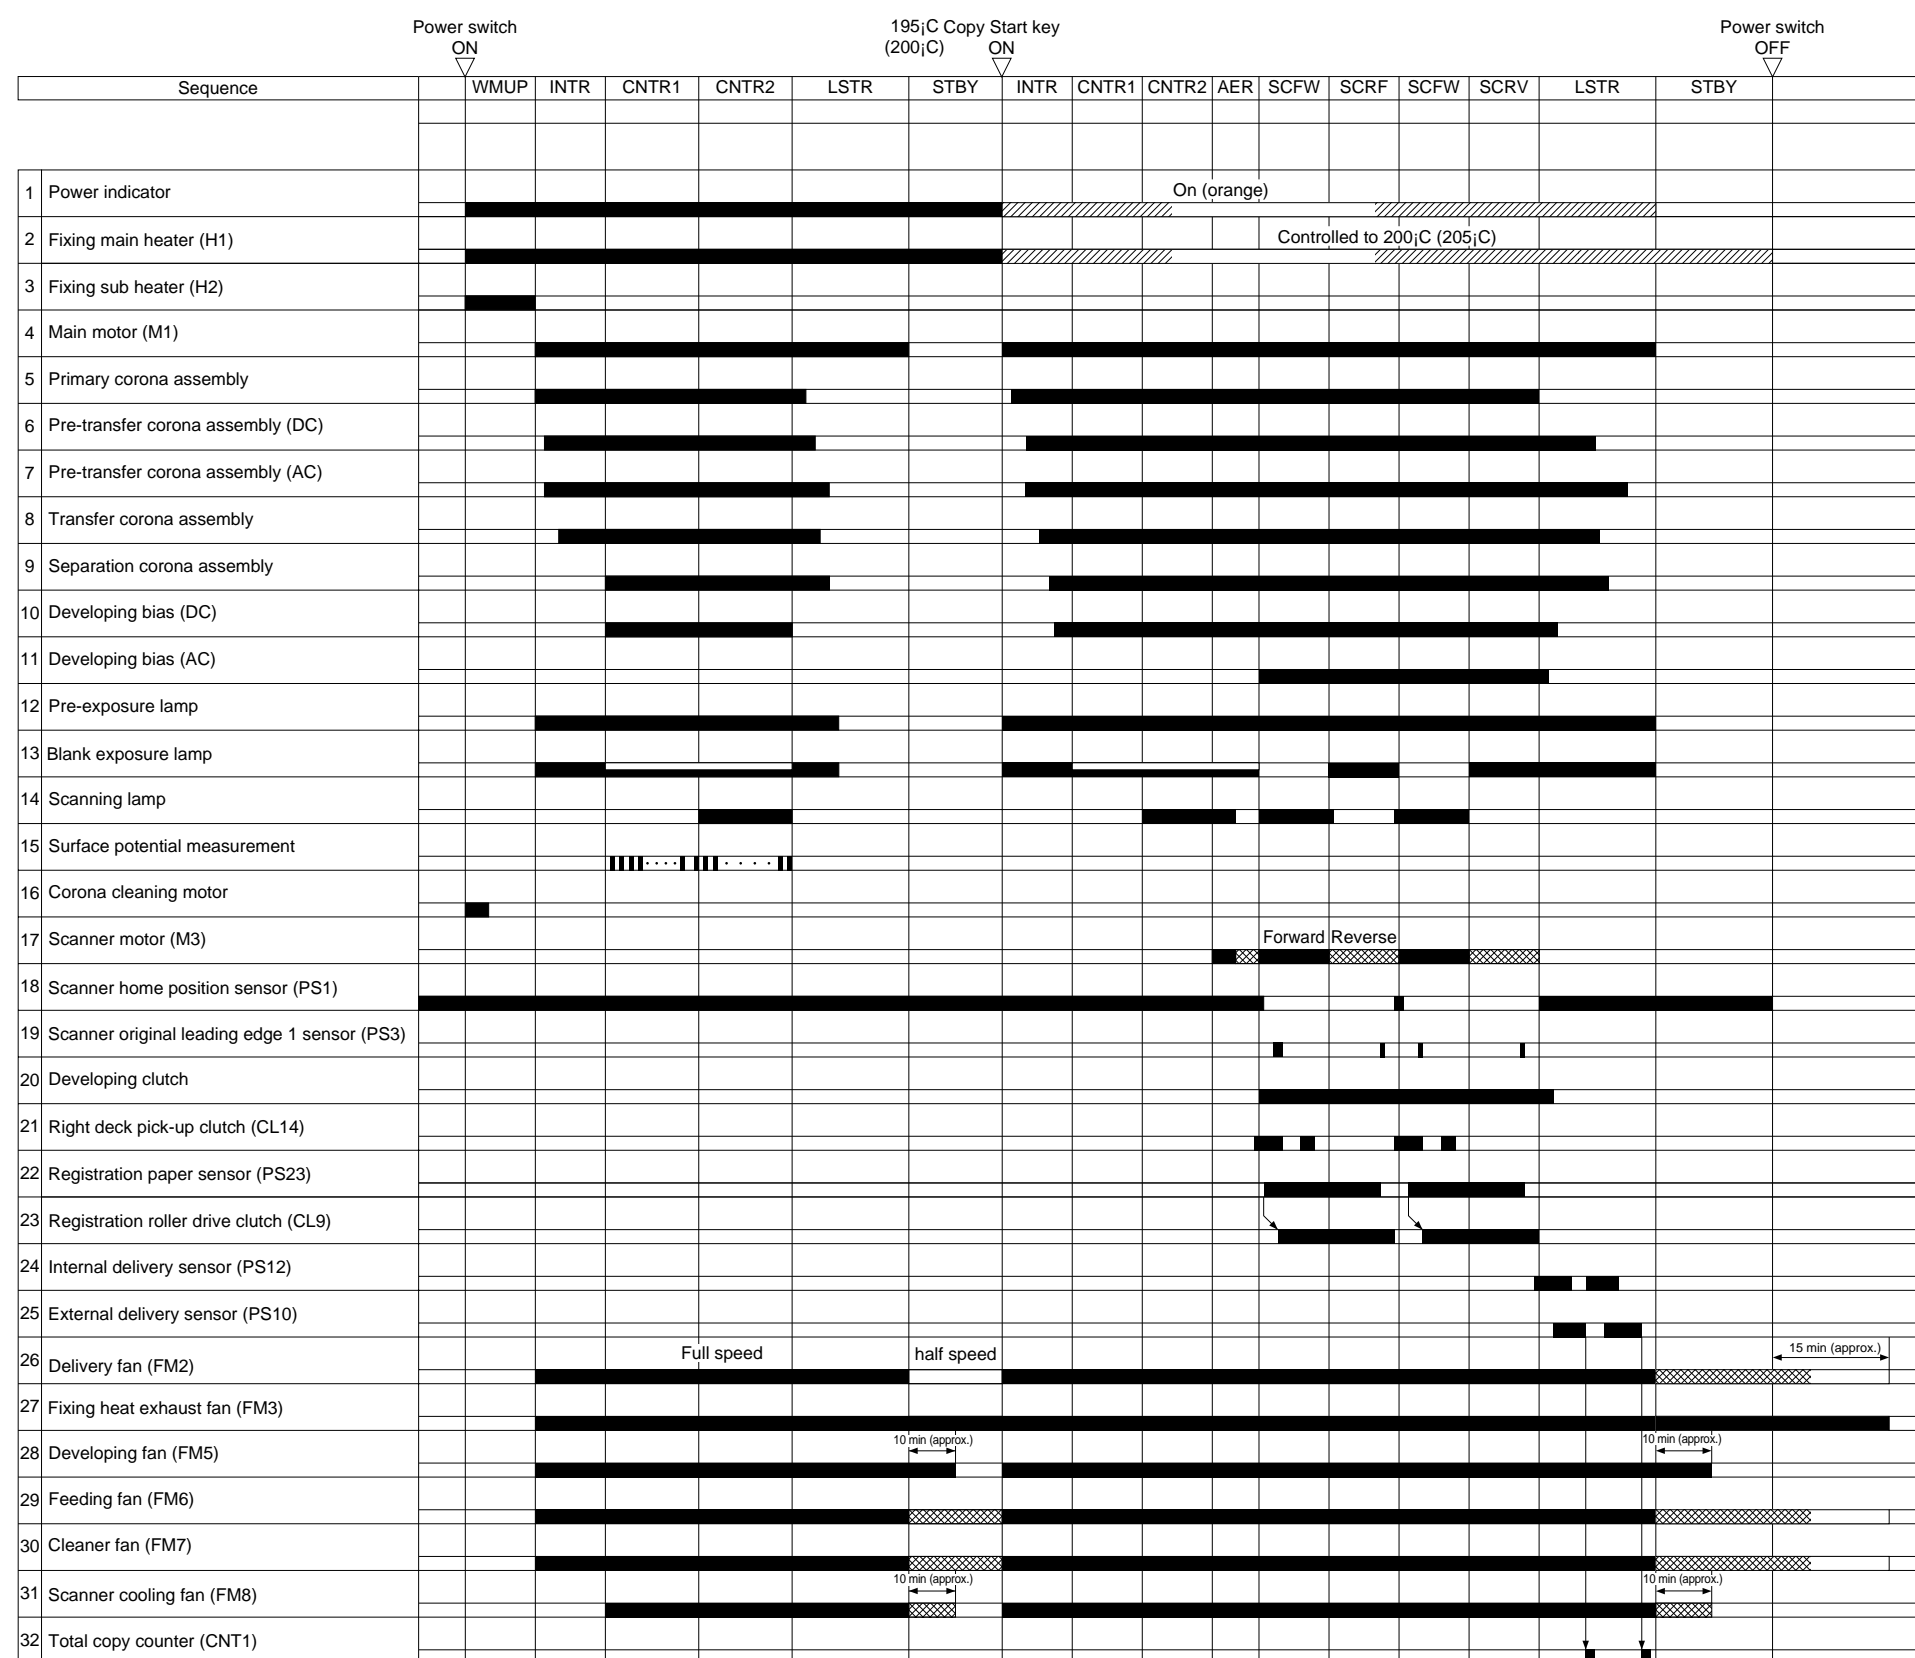 Power switch
ON
195¡C Copy Start key
(200¡C) ON
Power switch
OFF
Sequence WMUP INTR CNTR1 CNTR2 LSTR STBY INTR CNTR1 CNTR2 AER SCFW SCRF SCFW SCRV LSTR STBY
1 Power indicator On (orange)
2 Fixing main heater (H1) Controlled to 200¡C (205¡C)
3 Fixing sub heater (H2)
4 Main motor (M1)
5 Primary corona assembly
6 Pre-transfer corona assembly (DC)
7 Pre-transfer corona assembly (AC)
8 Transfer corona assembly
9 Separation corona assembly
10 Developing bias (DC)
11 Developing bias (AC)
12 Pre-exposure lamp
13 Blank exposure lamp
14 Scanning lamp
15 Surface potential measurement
16 Corona cleaning motor
17 Scanner motor (M3) Forward Reverse
18 Scanner home position sensor (PS1)
19 Scanner original leading edge 1 sensor (PS3)
20 Developing clutch
21 Right deck pick-up clutch (CL14)
22 Registration paper sensor (PS23)
23 Registration roller drive clutch (CL9)
24 Internal delivery sensor (PS12)
25 External delivery sensor (PS10)
26 Delivery fan (FM2) Full speed half speed 15 min (approx.)
27 Fixing heat exhaust fan (FM3)
28 Developing fan (FM5) 10 min (approx.) 10 min (approx.)
29 Feeding fan (FM6)
30 Cleaner fan (FM7)
31 Scanner cooling fan (FM8) 10 min (approx.) 10 min (approx.)
32 Total copy counter (CNT1)